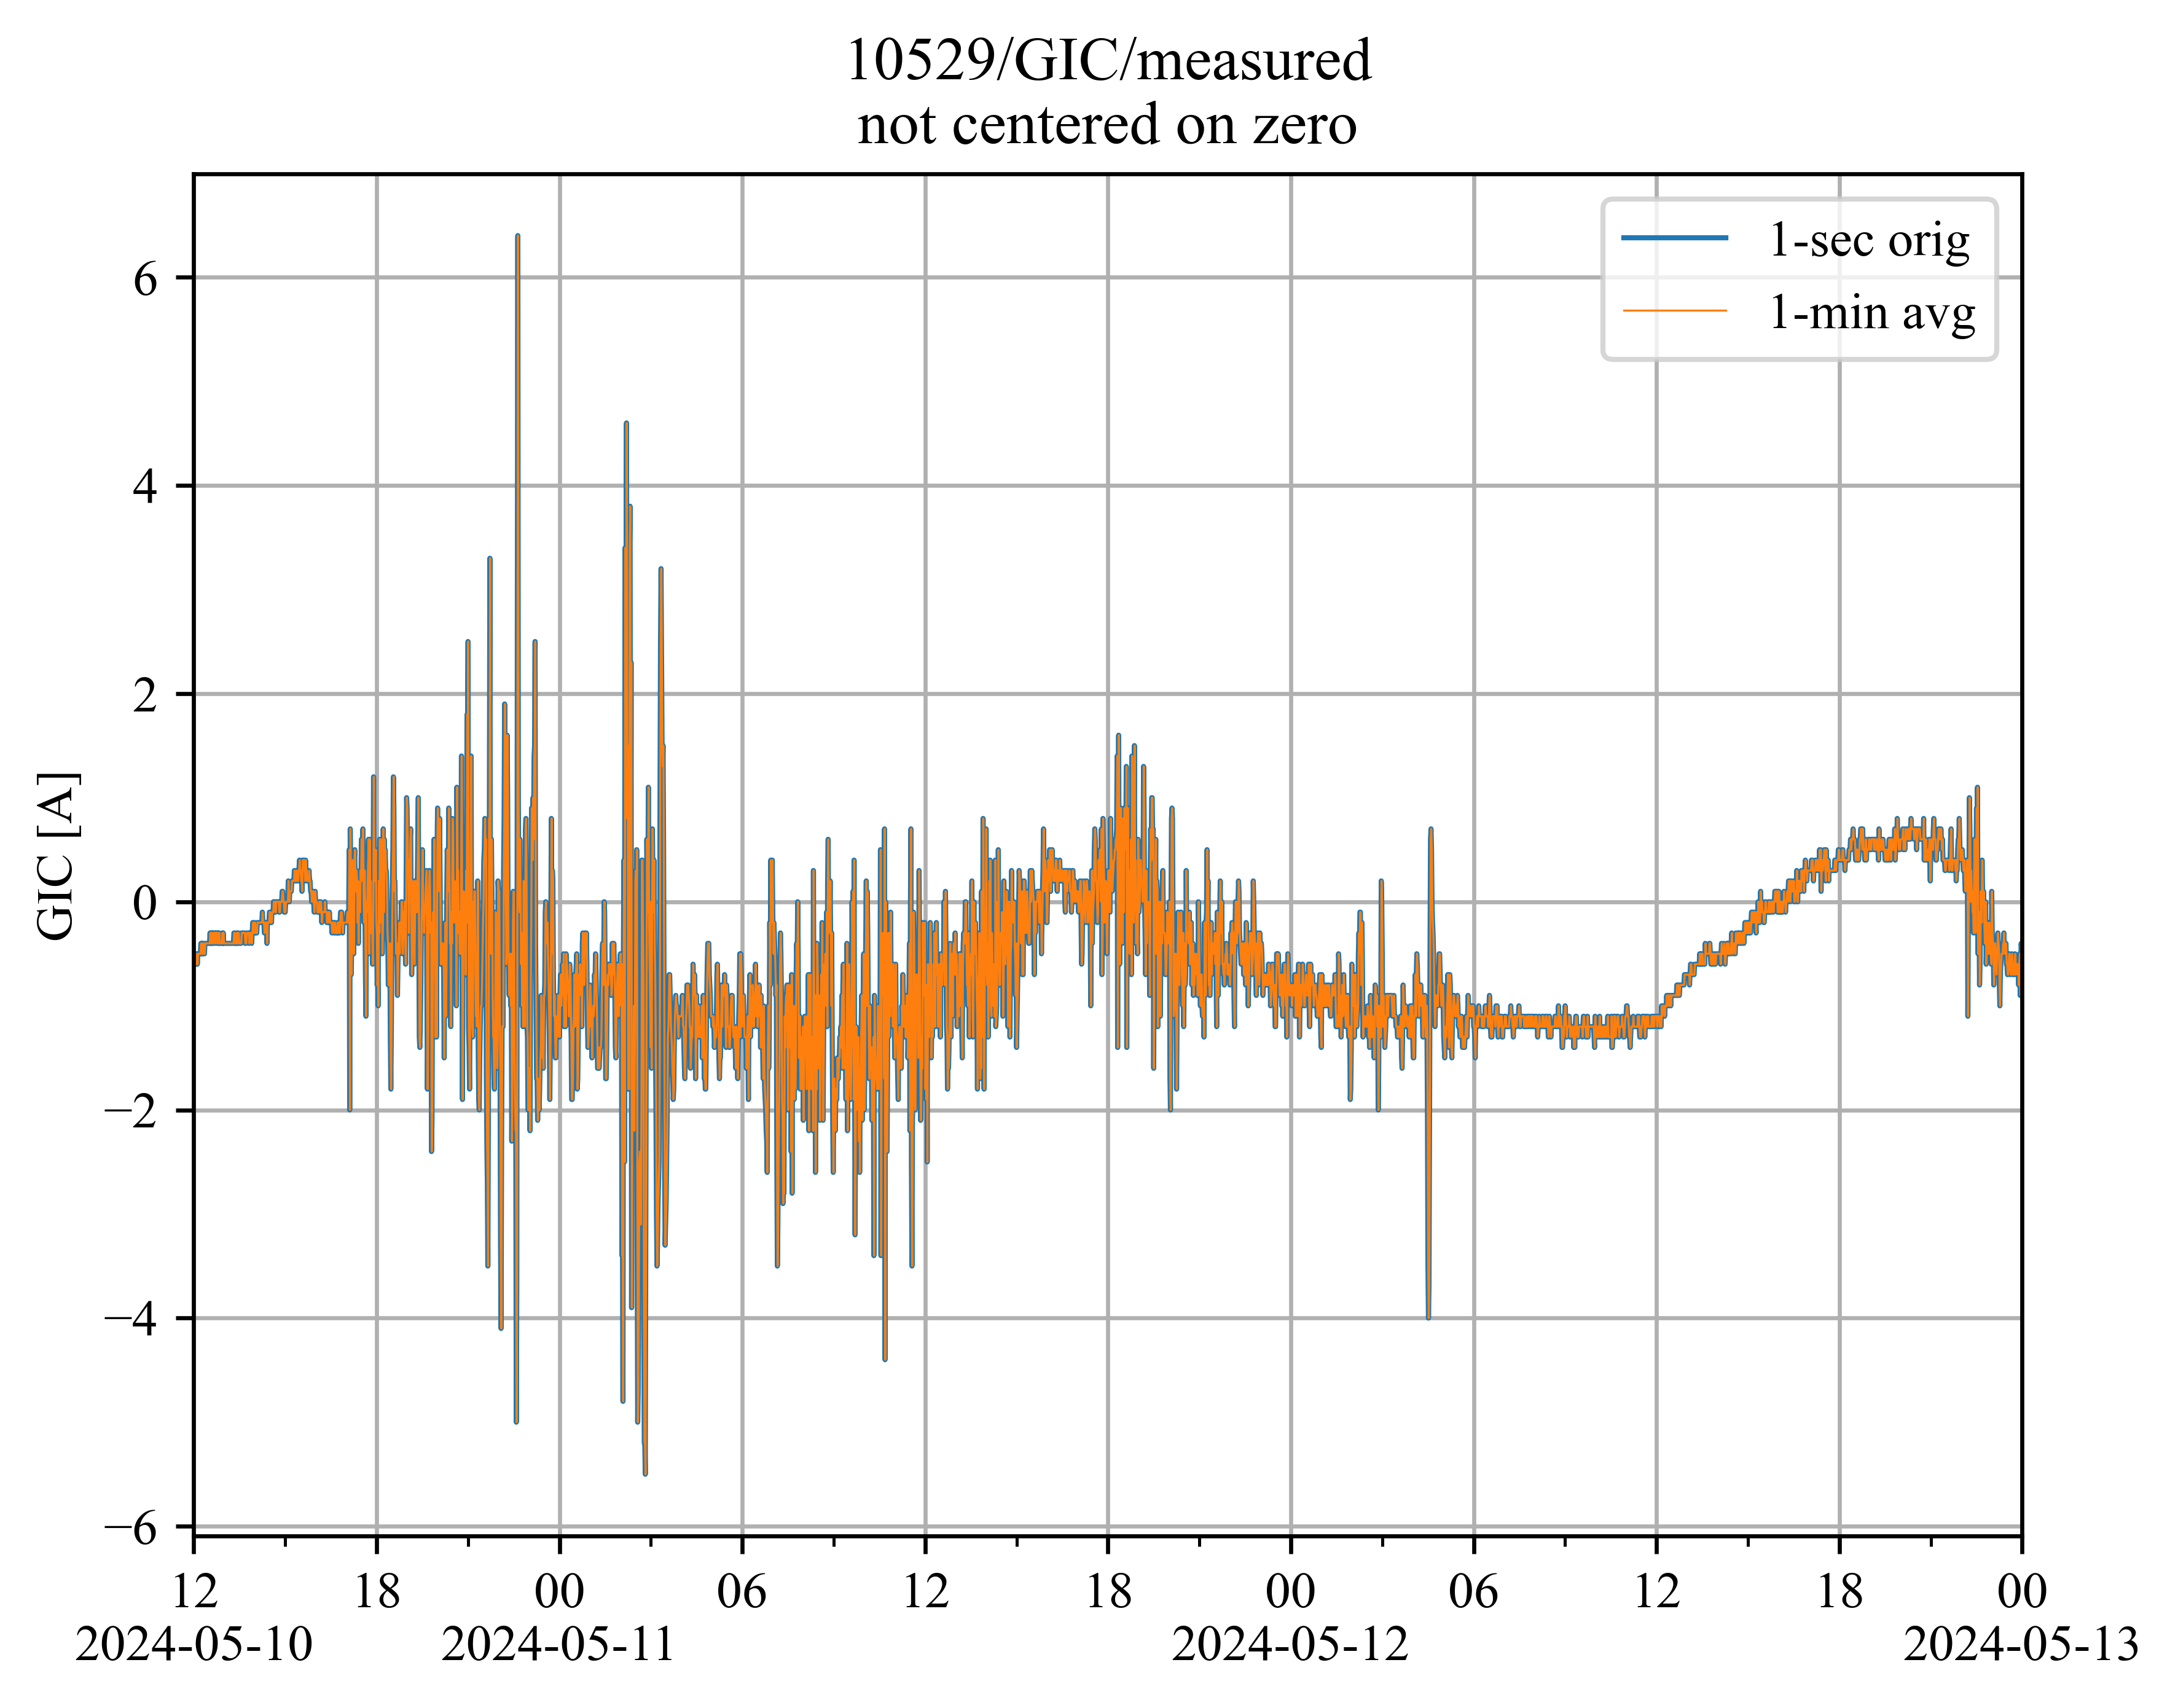 10529/GIC/measured
not centered on zero
1-sec orig
1-min avg
GIC [A]
6
4
2
0
−2
−4
−6
12 18 00 06 12 18 00 06 12 18 00
2024-05-10 2024-05-11 2024-05-12 2024-05-13